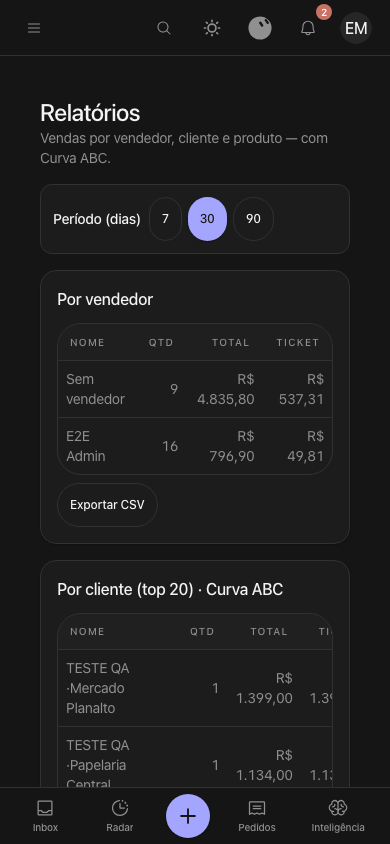 2
EM
Relatórios
Vendas por vendedor, cliente e produto — com
Curva ABC.
Período (dias) 7 30 90
Por vendedor
NOME QTD TOTAL TICKET
Sem vendedor 9 R$ 4.835,80 R$ 537,31
E2E Admin 16 R$ 796,90 R$ 49,81
Exportar CSV
Por cliente (top 20) · Curva ABC
NOME QTD TOTAL
TESTE QA ·Mercado Planalto 1 R$ 1.399,00
TESTE QA ·Papelaria Central 1 R$ 1.134,00
Inbox Radar Pedidos Inteligência